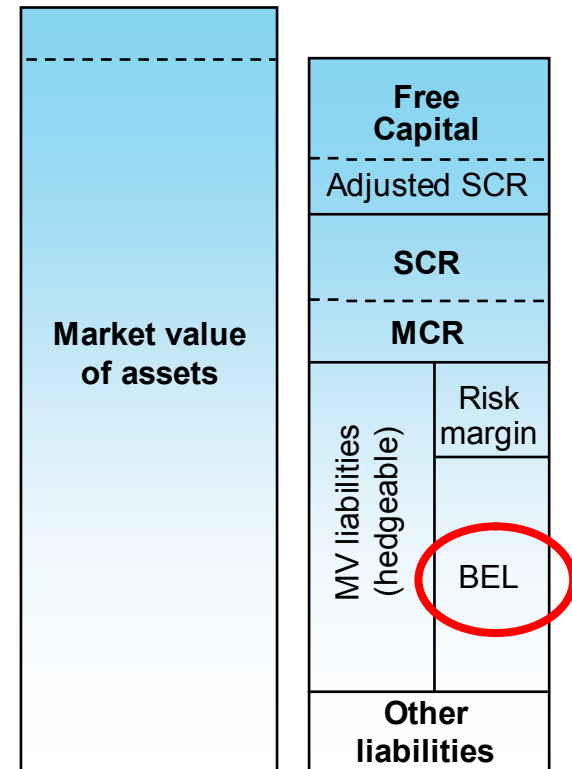 Market value
of assets
Free
Capital
Adjusted SCR
SCR
MCR
MV liabilities
(hedgeable)
Risk
margin
BEL
Other
liabilities